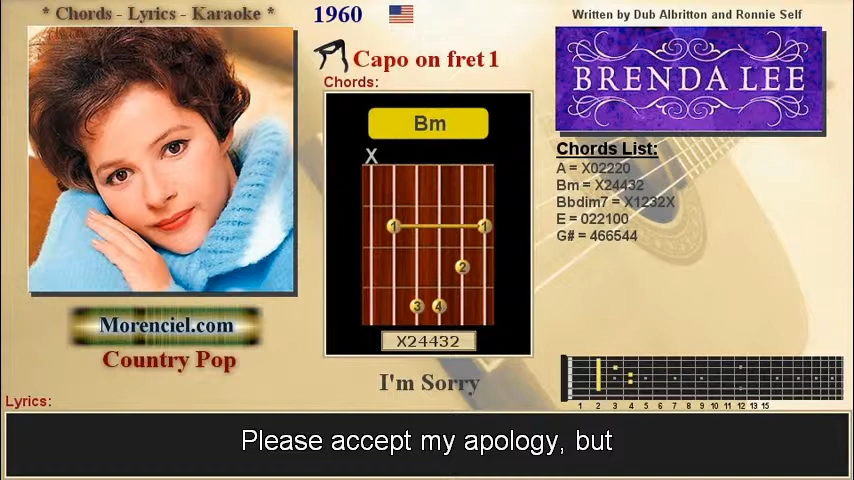 * Chords - Lyrics - Karaoke *
1960
Written by Dub Albritton and Ronnie Self
Capo on fret 1
Chords:
BRENDA LEE
Bm
X
Chords List:
A = X02220
Bm = X24432
Bbdim7 = X1232X
E = 022100
G# = 466544
1 1
2
3 4
X24432
Morenciel.com
Country Pop
I'm Sorry
1 2 3 4 5 6 7 8 9 10 11 12 13 15
Lyrics:
Please accept my apology, but